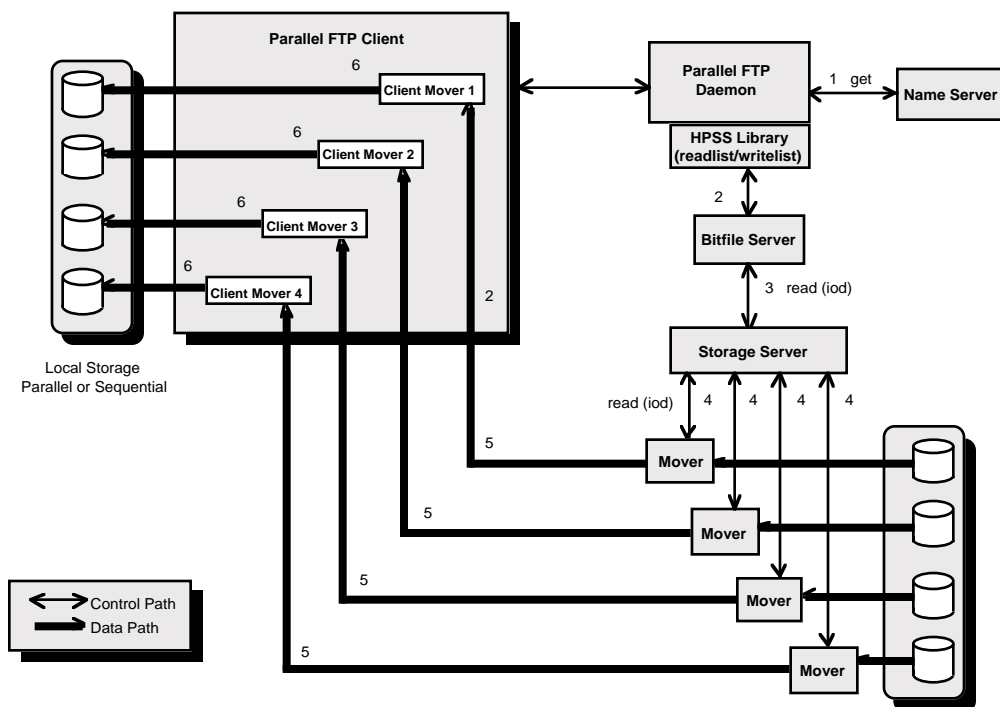 Parallel FTP Client
6
Client Mover 1
6
Client Mover 2
6
Client Mover 3
6
Client Mover 4
2
Local Storage
Parallel or Sequential
Parallel FTP
Daemon
1 get
Name Server
HPSS Library
(readlist/writelist)
2
Bitfile Server
3 read (iod)
Storage Server
read (iod) 4 4 4 4
5
Mover
5
Mover
5
Mover
5
Mover
Control Path
Data Path